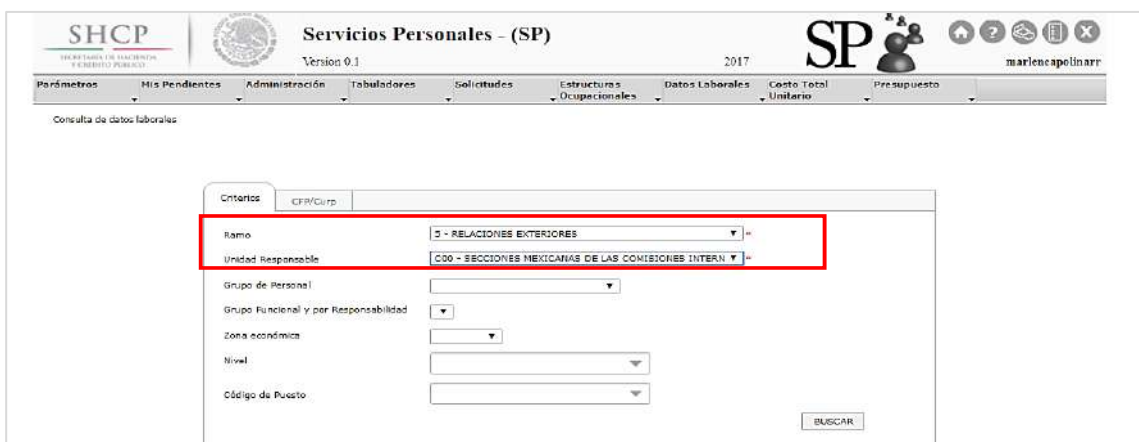 SHCP
SECRETARÍA DE HACIENDA
Y CRÉDITO PÚBLICO
Servicios Personales - (SP)
Version 0.1
2017
SP
marleneapolinarr
Parámetros Mis Pendientes Administración Tabuladores Solicitudes Estructuras Ocupacionales Datos Laborales Costo Total Unitario Presupuesto
Consulta de datos laborales
Criterios CFP/Curp
Ramo 5 - RELACIONES EXTERIORES *
Unidad Responsable C00 - SECCIONES MEXICANAS DE LAS COMISIONES INTERN *
Grupo de Personal
Grupo Funcional y por Responsabilidad
Zona económica
Nivel
Código de Puesto
BUSCAR